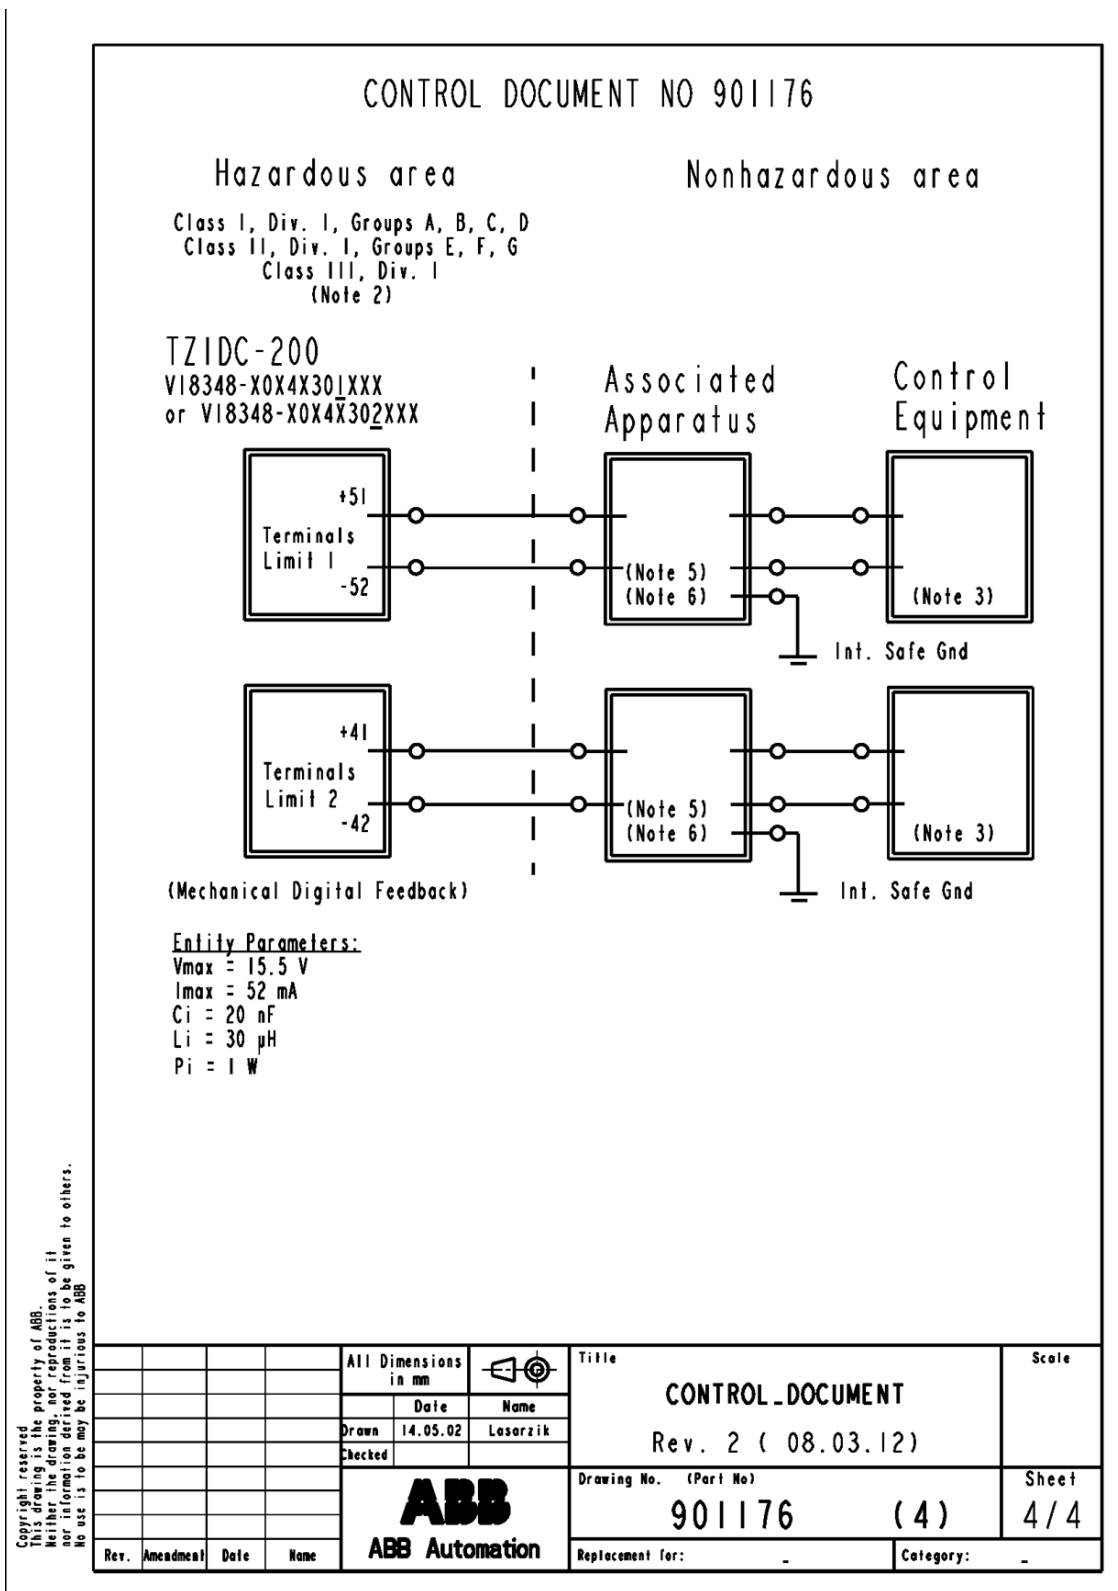 CONTROL DOCUMENT NO 901176
Hazardous area
Nonhazardous area
Class I, Div. I, Groups A, B, C, D
Class II, Div. I, Groups E, F, G
Class III, Div. I
(Note 2)
TZIDC-200
V18348-X0X4X301XXX
or V18348-X0X4X302XXX
Associated
Apparatus
Control
Equipment
+51
Terminals
Limit 1
-52
(Note 5)
(Note 6)
(Note 3)
Int. Safe Gnd
+41
Terminals
Limit 2
-42
(Note 5)
(Note 6)
(Note 3)
Int. Safe Gnd
(Mechanical Digital Feedback)
Entity Parameters:
Vmax = 15.5 V
Imax = 52 mA
Ci = 20 nF
Li = 30 µH
Pi = 1 W
Copyright reserved
This drawing is the property of ABB.
Neither the drawing, nor reproductions of it
nor information derived from it is to be given to others.
No use is to be may be injurious to ABB
All Dimensions
in mm
Date Name
Drawn 14.05.02 Lasarzik
Checked
ABB
ABB Automation
Rev. Amendment Date Name
Title
CONTROL_DOCUMENT
Rev. 2 ( 08.03.12)
Scale
Drawing No. (Part No)
901176 (4)
Sheet
4/4
Replacement for: -
Category: -